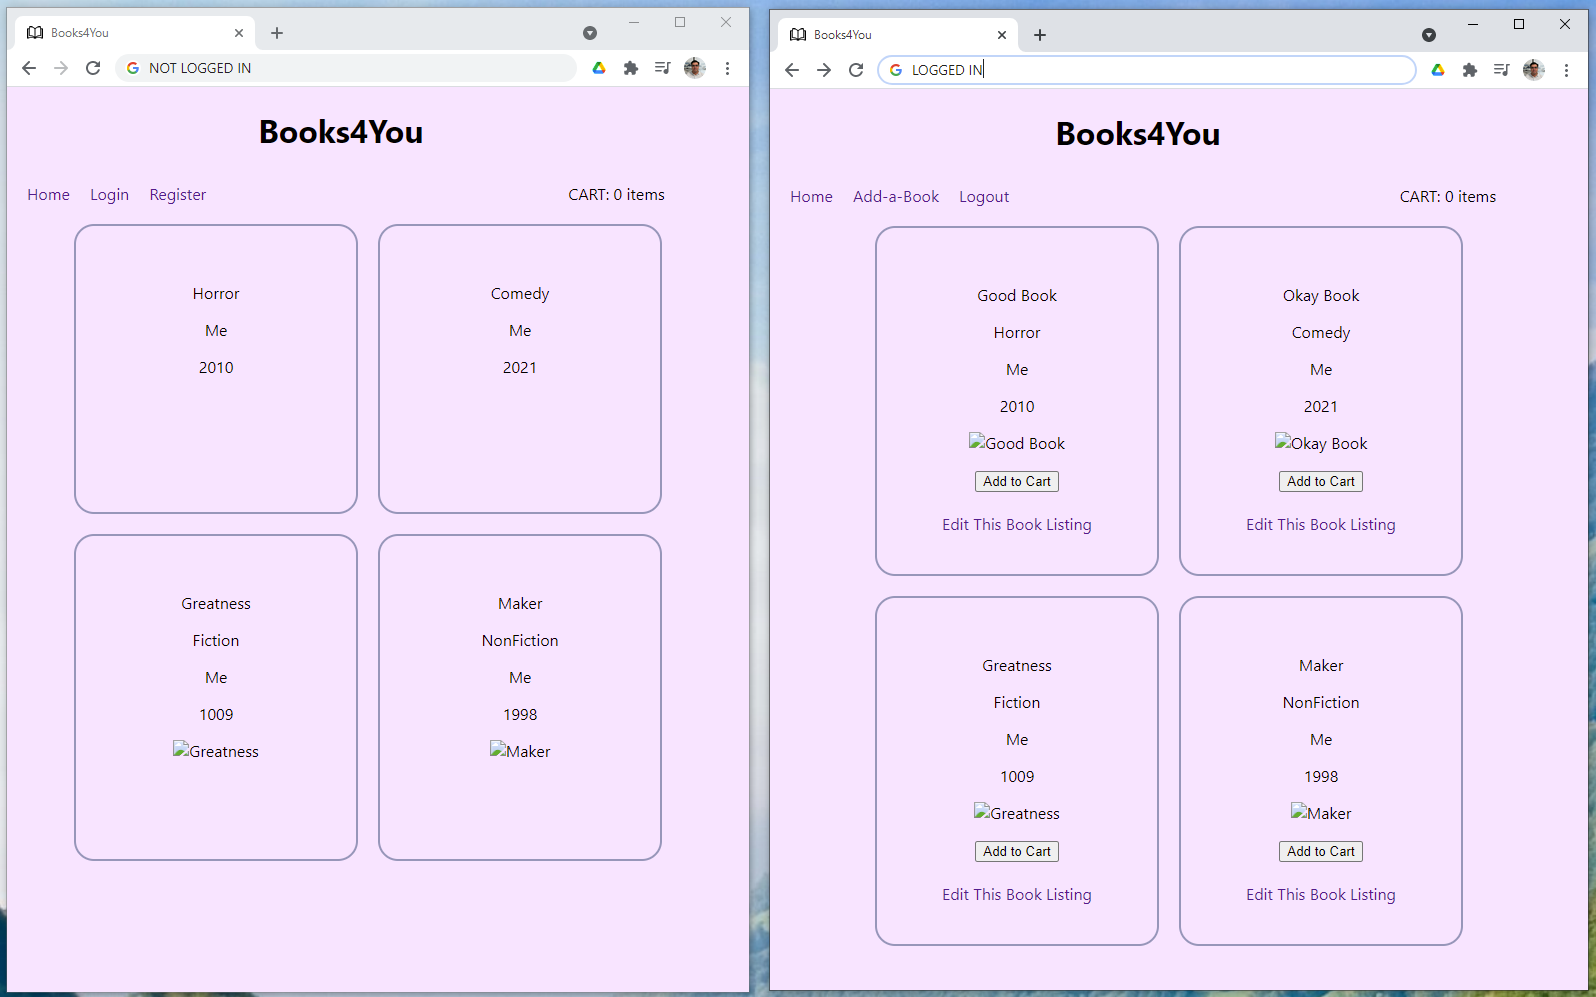 Books4You
NOT LOGGED IN
Books4You
Home Login Register CART: 0 items
Horror
Me
2010
Comedy
Me
2021
Greatness
Fiction
Me
1009
Greatness
Maker
NonFiction
Me
1998
Maker
Books4You
LOGGED IN
Books4You
Home Add-a-Book Logout CART: 0 items
Good Book
Horror
Me
2010
Good Book
Add to Cart
Edit This Book Listing
Okay Book
Comedy
Me
2021
Okay Book
Add to Cart
Edit This Book Listing
Greatness
Fiction
Me
1009
Greatness
Add to Cart
Edit This Book Listing
Maker
NonFiction
Me
1998
Maker
Add to Cart
Edit This Book Listing